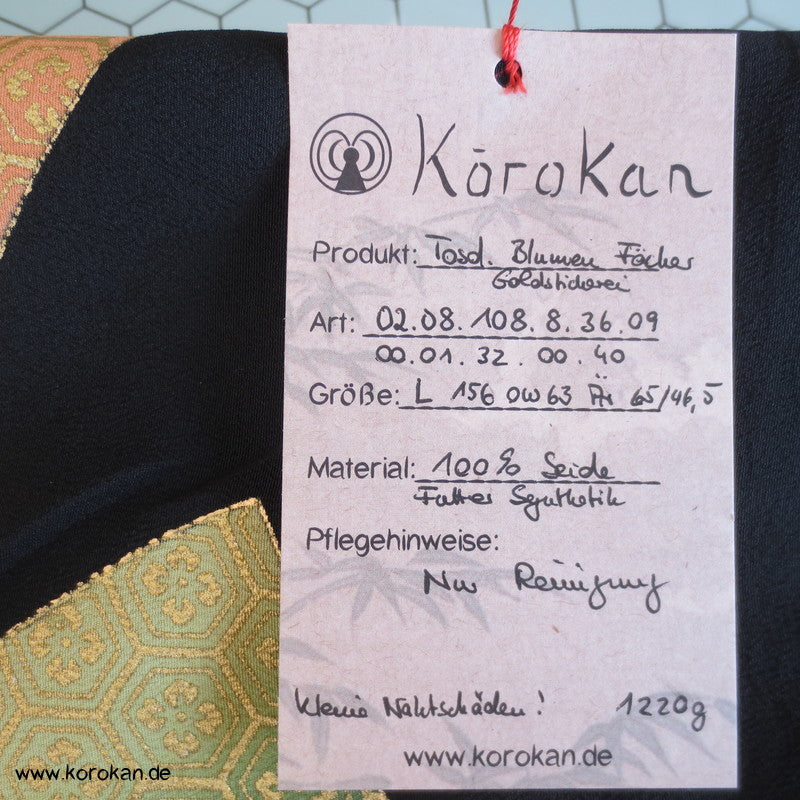 Kōrokan
Produkt: Tosd. Blumen Fächer
Goldstickerei
Art: 02.08.108.8.36.09
00.01.32.00.40
Größe: L 156 OW 63 Är 65/46,5
Material: 100% Seide
Futter Synthetik
Pflegehinweise:
Nur Reinigung
kleine Nahtschäden! 1220g
www.korokan.de
www.korokan.de